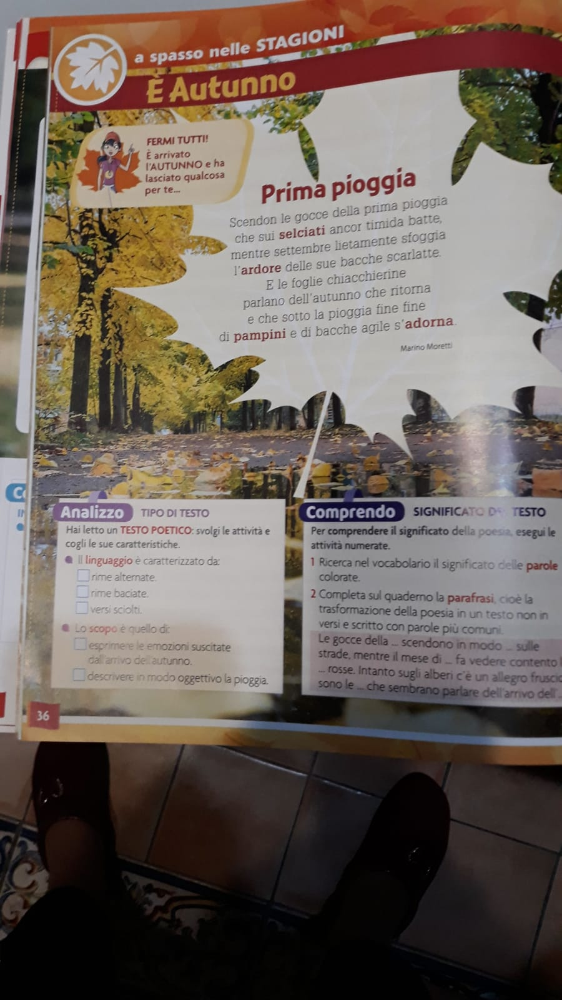 a spasso nelle STAGIONI
È Autunno
FERMI TUTTI!
È arrivato
l'AUTUNNO e ha
lasciato qualcosa
per te...
Prima pioggia
Scendon le gocce della prima pioggia
che sui selciati ancor timida batte,
mentre settembre lietamente sfoggia
l'ardore delle sue bacche scarlatte.
E le foglie chiacchierine
parlano dell'autunno che ritorna
e che sotto la pioggia fine fine
di pampini e di bacche agile s'adorna.
Marino Moretti
Analizzo TIPO DI TESTO
Hai letto un TESTO POETICO: svolgi le attività e
cogli le sue caratteristiche.
Il linguaggio è caratterizzato da:
rime alternate.
rime baciate.
versi sciolti.
Lo scopo è quello di:
esprimere le emozioni suscitate
dall'arrivo dell'autunno.
descrivere in modo oggettivo la pioggia.
Comprendo SIGNIFICATO DEL TESTO
Per comprendere il significato della poesia, esegui le
attività numerate.
1 Ricerca nel vocabolario il significato delle parole
colorate.
2 Completa sul quaderno la parafrasi, cioè la
trasformazione della poesia in un testo non in
versi e scritto con parole più comuni.
Le gocce della ... scendono in modo ... sulle
strade, mentre il mese di ... fa vedere contento
... rosse. Intanto sugli alberi c'è un allegro
sono le ... che sembrano parlare dell'arrivo dell'
36